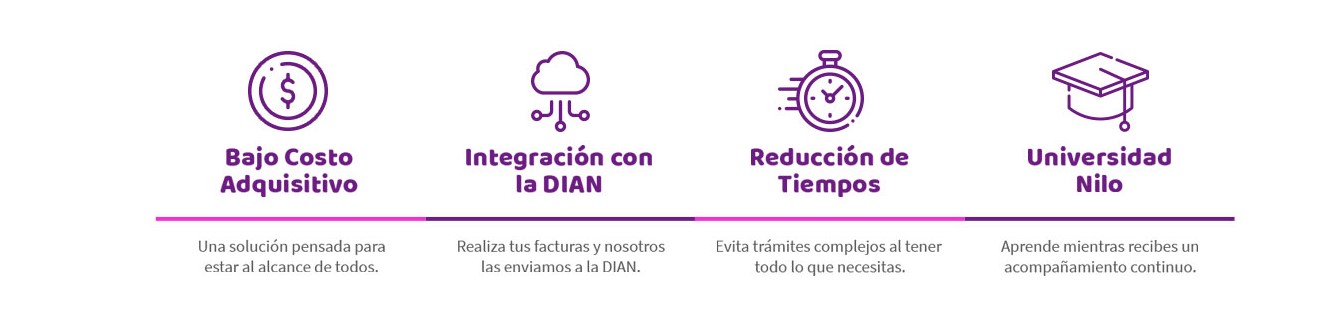 Bajo Costo
Adquisitivo
Una solución pensada para
estar al alcance de todos.
Integración con
la DIAN
Realiza tus facturas y nosotros
las enviamos a la DIAN.
Reducción de
Tiempos
Evita trámites complejos al tener
todo lo que necesitas.
Universidad
Nilo
Aprende mientras recibes un
acompañamiento continuo.